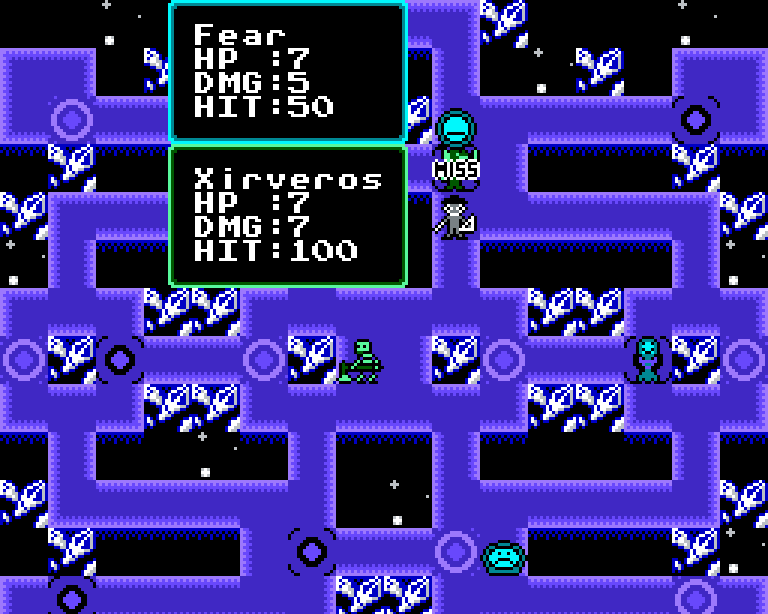 Fear
HP :7
DMG:5
HIT:50
MISS
Xirveros
HP :7
DMG:7
HIT:100